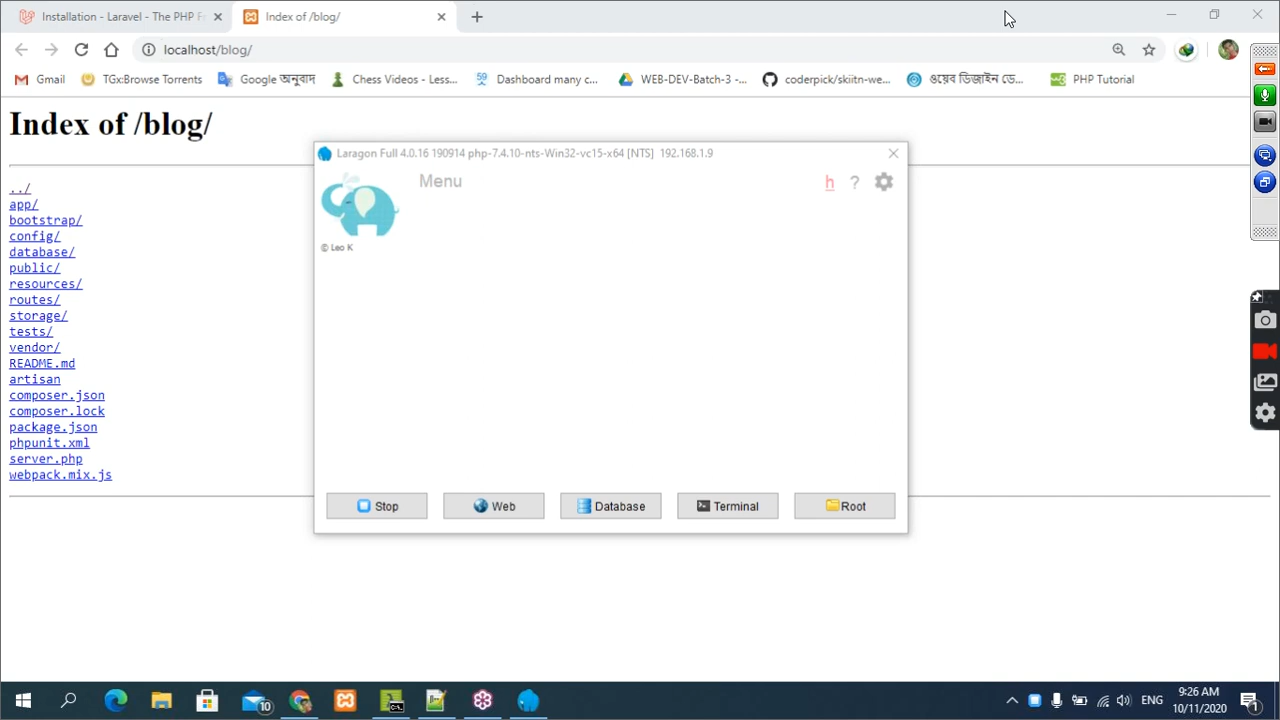 Installation - Laravel - The PHP Fr
Index of /blog/
localhost/blog/
Gmail
TGx:Browse Torrents
Google অনুবাদ
Chess Videos - Less...
59
Dashboard many c...
WEB-DEV-Batch-3 -...
coderpick/skiitn-we...
ওয়েব ডিজাইন ডে...
PHP Tutorial
Index of /blog/
../
app/
bootstrap/
config/
database/
public/
resources/
routes/
storage/
tests/
vendor/
README.md
artisan
composer.json
composer.lock
package.json
phpunit.xml
server.php
webpack.mix.js
Laragon Full 4.0.16 190914 php-7.4.10-nts-Win32-vc15-x64 [NTS] 192.168.1.9
Menu
h ?
© Leo K
Stop
Web
Database
Terminal
Root
10
ENG
9:26 AM
10/11/2020
1